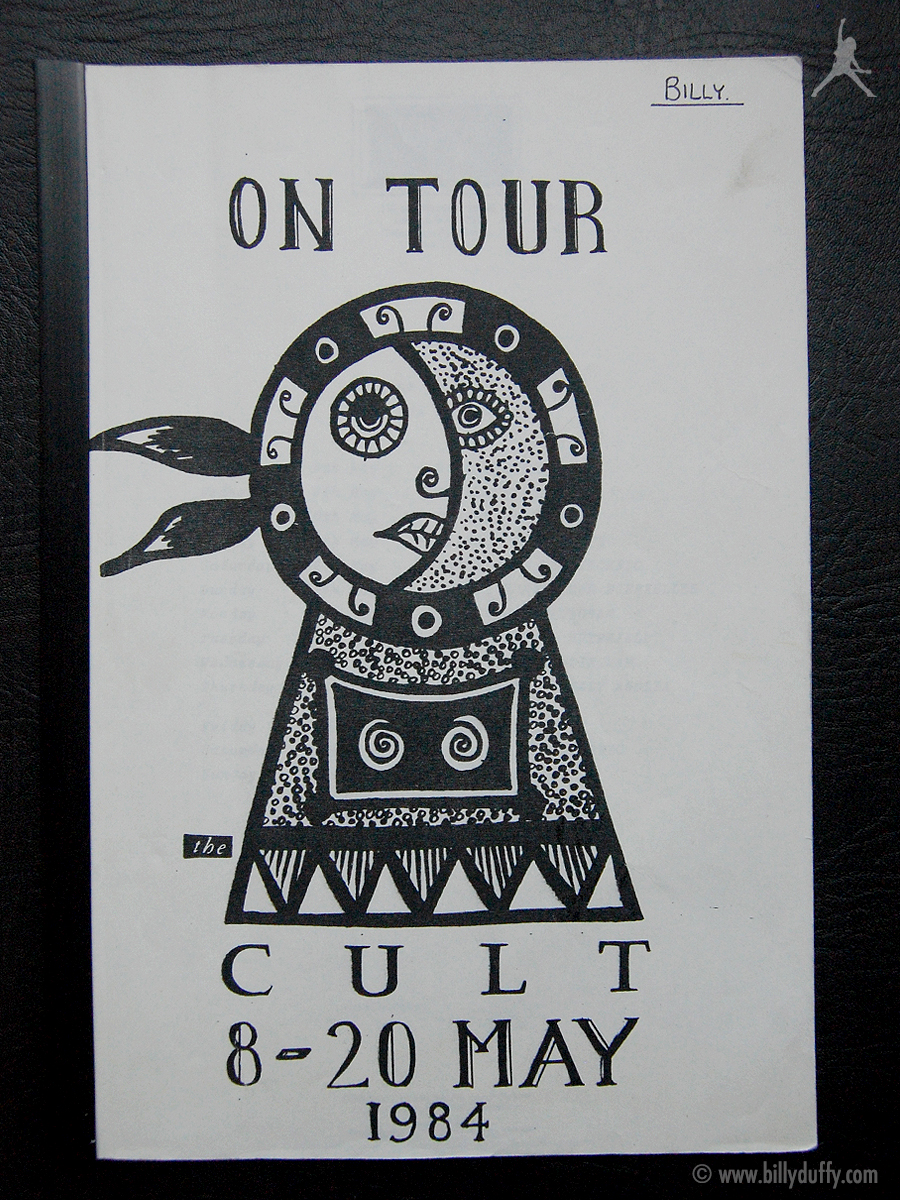 BILLY.
ON TOUR
the
CULT
8-20 MAY
1984
© www.billyduffy.com